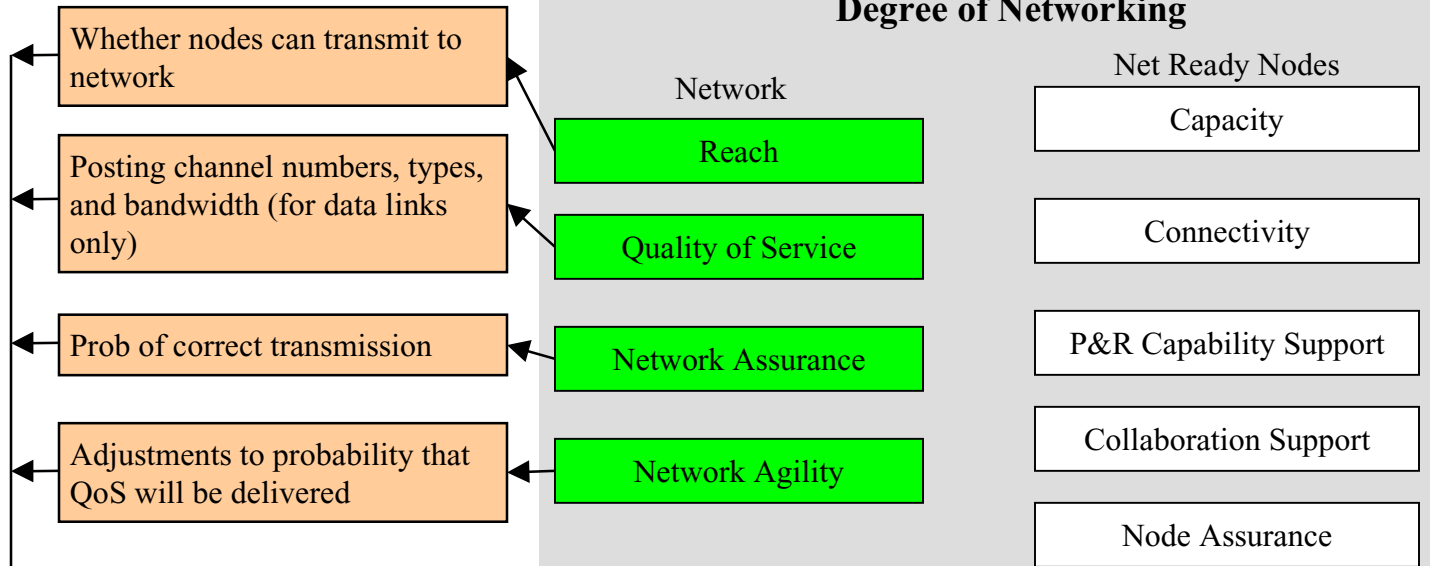 Degree of Networking
Whether nodes can transmit to
network
Posting channel numbers, types,
and bandwidth (for data links
only)
Prob of correct transmission
Adjustments to probability that
QoS will be delivered
Network
Reach
Quality of Service
Network Assurance
Network Agility
Net Ready Nodes
Capacity
Connectivity
P&R Capability Support
Collaboration Support
Node Assurance